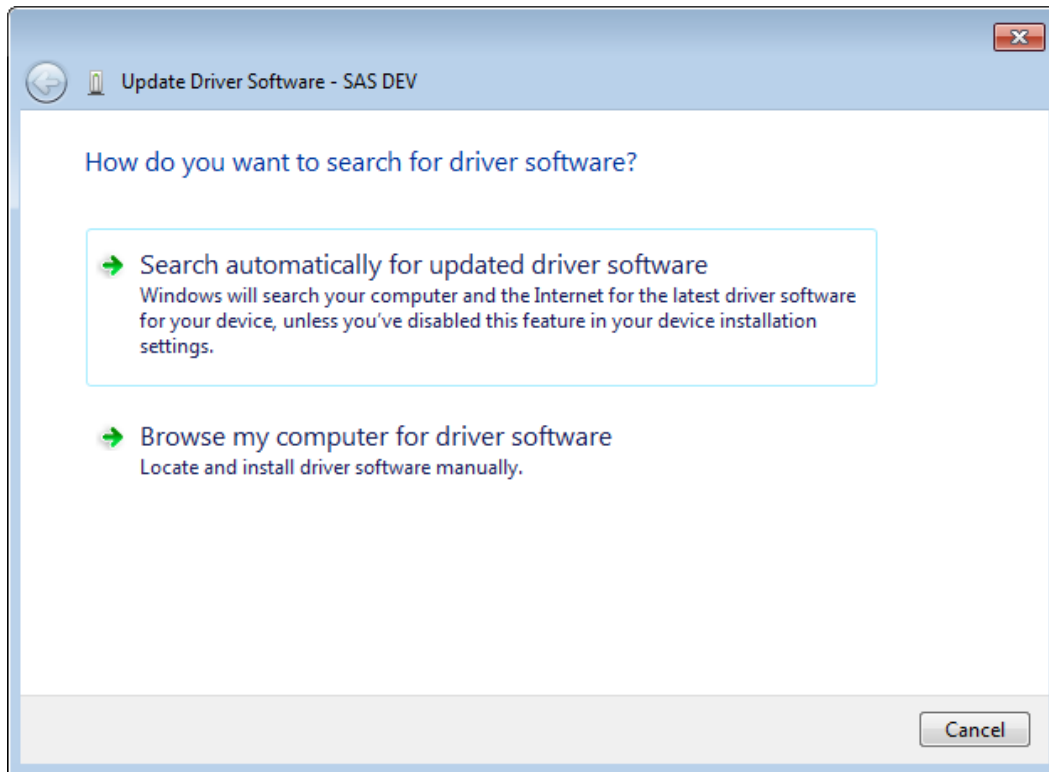 Update Driver Software - SAS DEV
How do you want to search for driver software?
Search automatically for updated driver software
Windows will search your computer and the Internet for the latest driver software
for your device, unless you've disabled this feature in your device installation
settings.
Browse my computer for driver software
Locate and install driver software manually.
Cancel